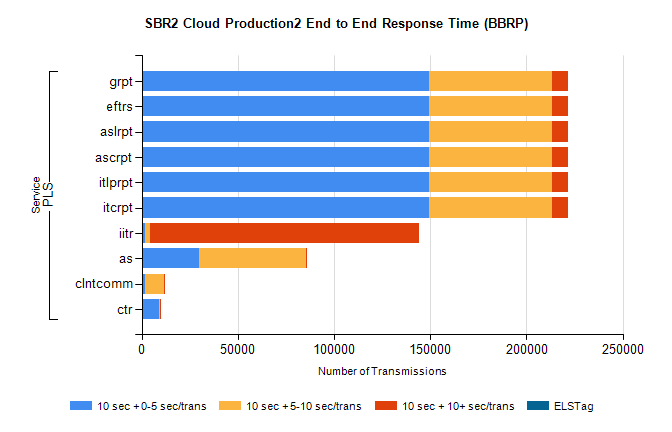 SBR2 Cloud Production2 End to End Response Time (BBRP)
grpt
eftrs
aslrpt
ascrpt
itlprpt
itcrpt
iitr
as
clntcomm
ctr
Service
PLS
0 50000 100000 150000 200000 250000
Number of Transmissions
10 sec +0-5 sec/trans 10 sec +5-10 sec/trans 10 sec + 10+ sec/trans ELSTag